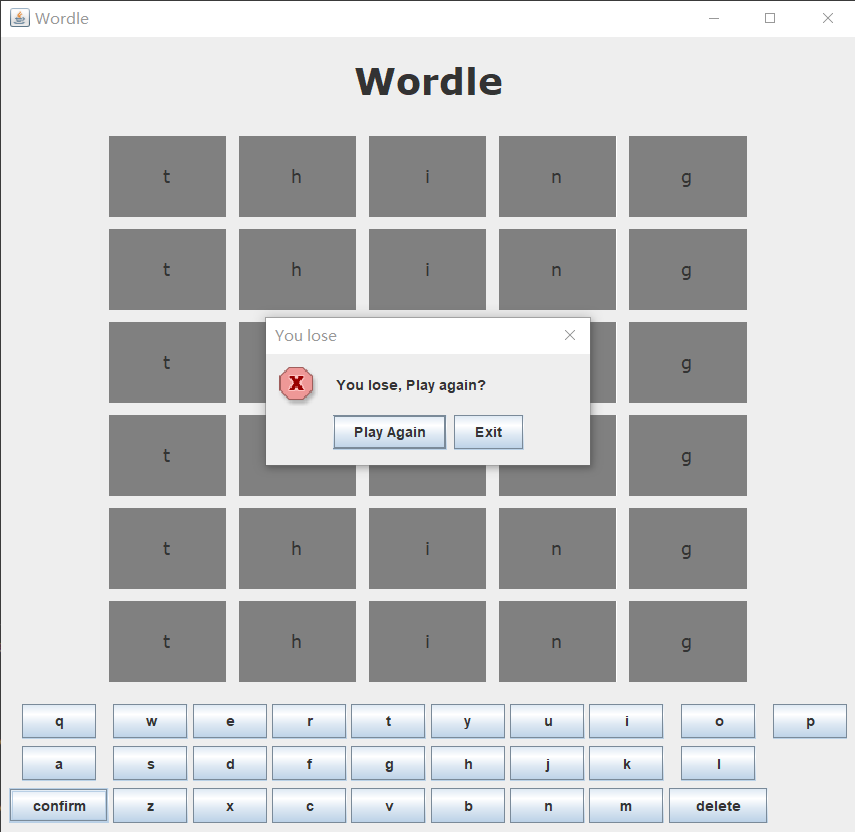 Wordle
Wordle
t h i n g
t h i n g
You lose
t g
You lose, Play again?
t g
Play Again Exit
t h i n g
t h i n g
q w e r t y u i o p
a s d f g h j k l
confirm z x c v b n m delete